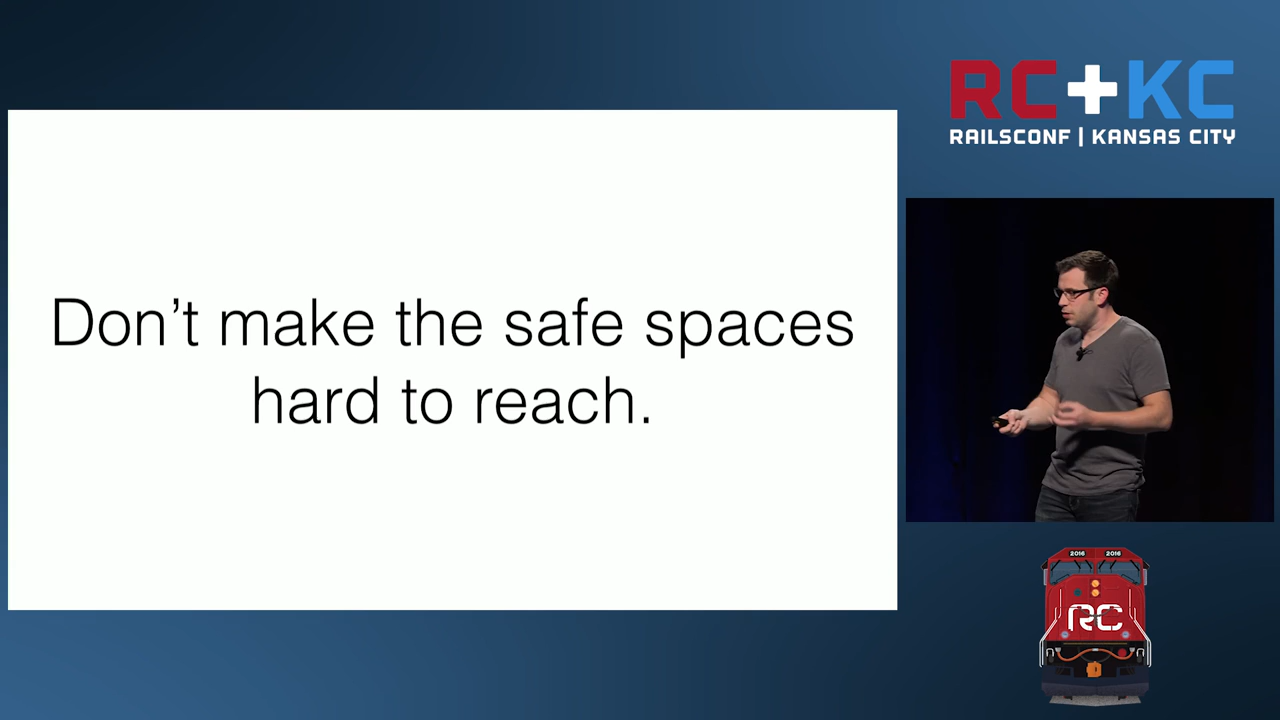 Don’t make the safe spaces
hard to reach.
RC+KC
RAILSCONF | KANSAS CITY
2016 2016
RC